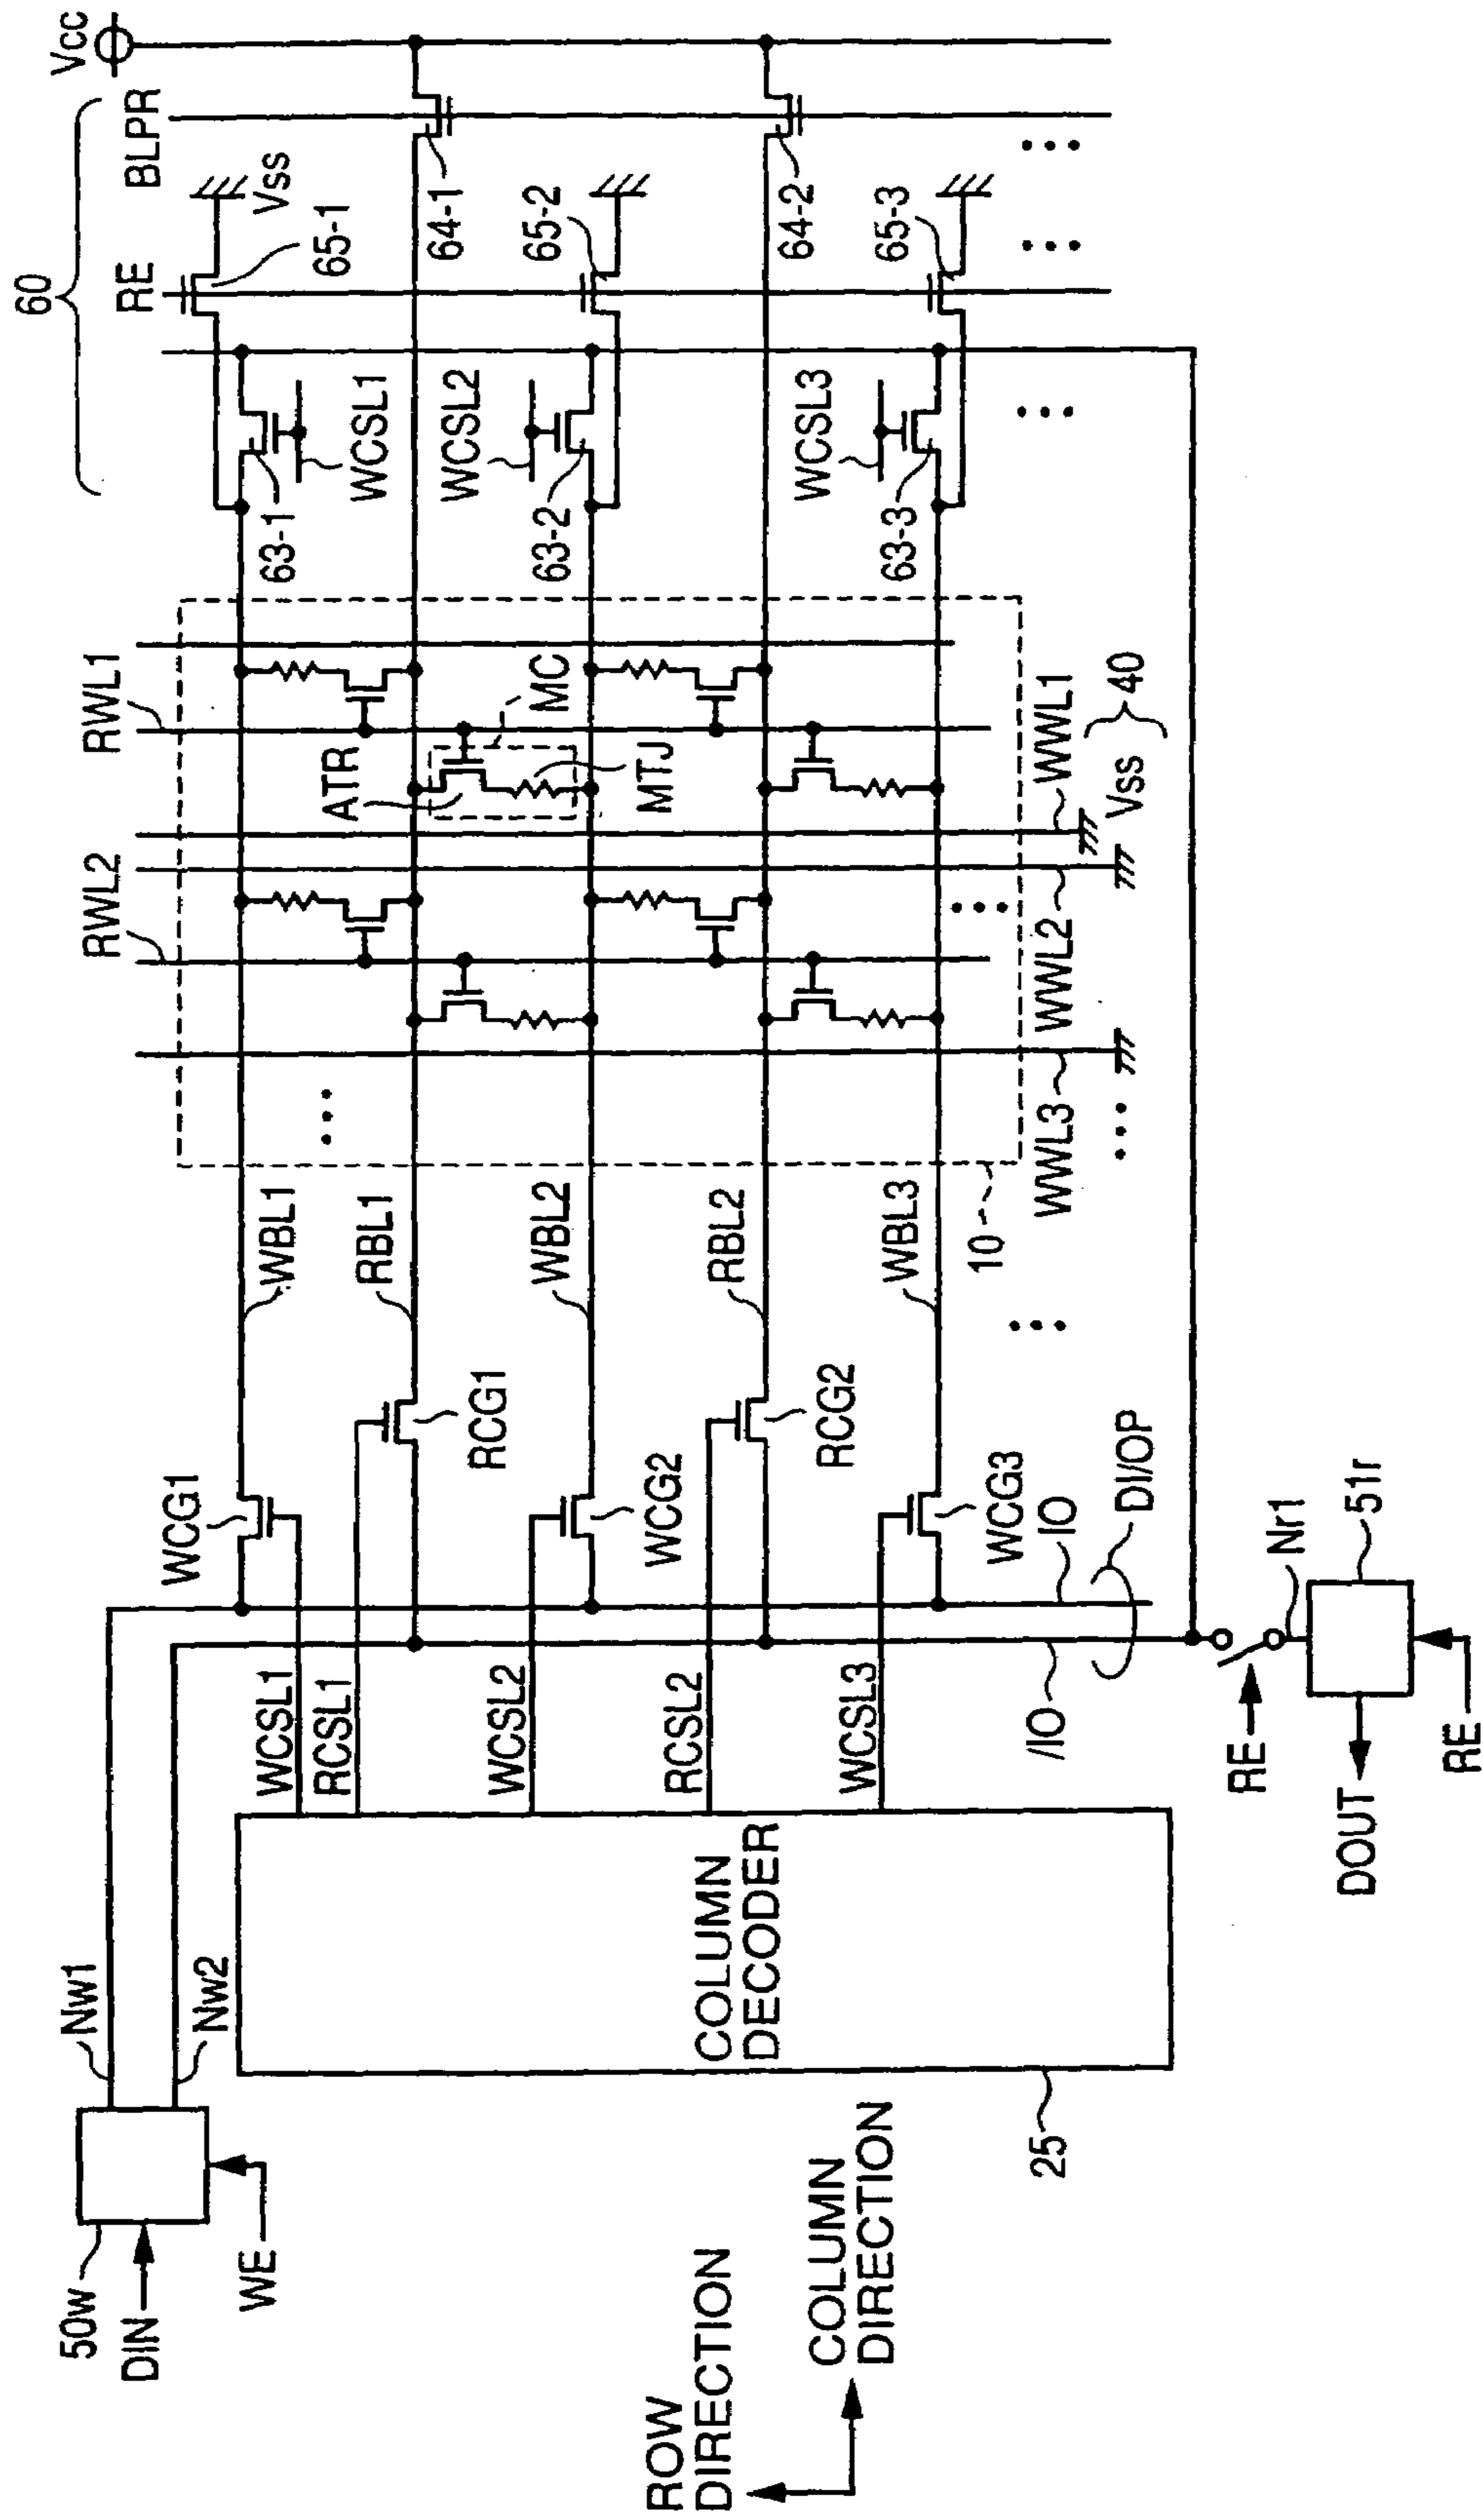 60
Vcc
BLPR
RE
Vss
65-1
64-1
65-2
64-2
65-3
WCSL1
WCSL2
WCSL3
63-1
63-2
63-3
RWL1
MC
ATR
MTJ
WWL1
40
Vss
RWL2
WWL2
WWL3
10
WBL1
RBL1
WBL2
RBL2
WBL3
RCG1
RCG2
WCG1
WCG2
WCG3
IO
DI/OP
/IO
Nr1
51r
RE
DOUT
RE
WCSL1
RCSL1
WCSL2
RCSL2
WCSL3
COLUMN
DECODER
25
Nw1
Nw2
50w
DIN
WE
ROW
DIRECTION
COLUMN
DIRECTION